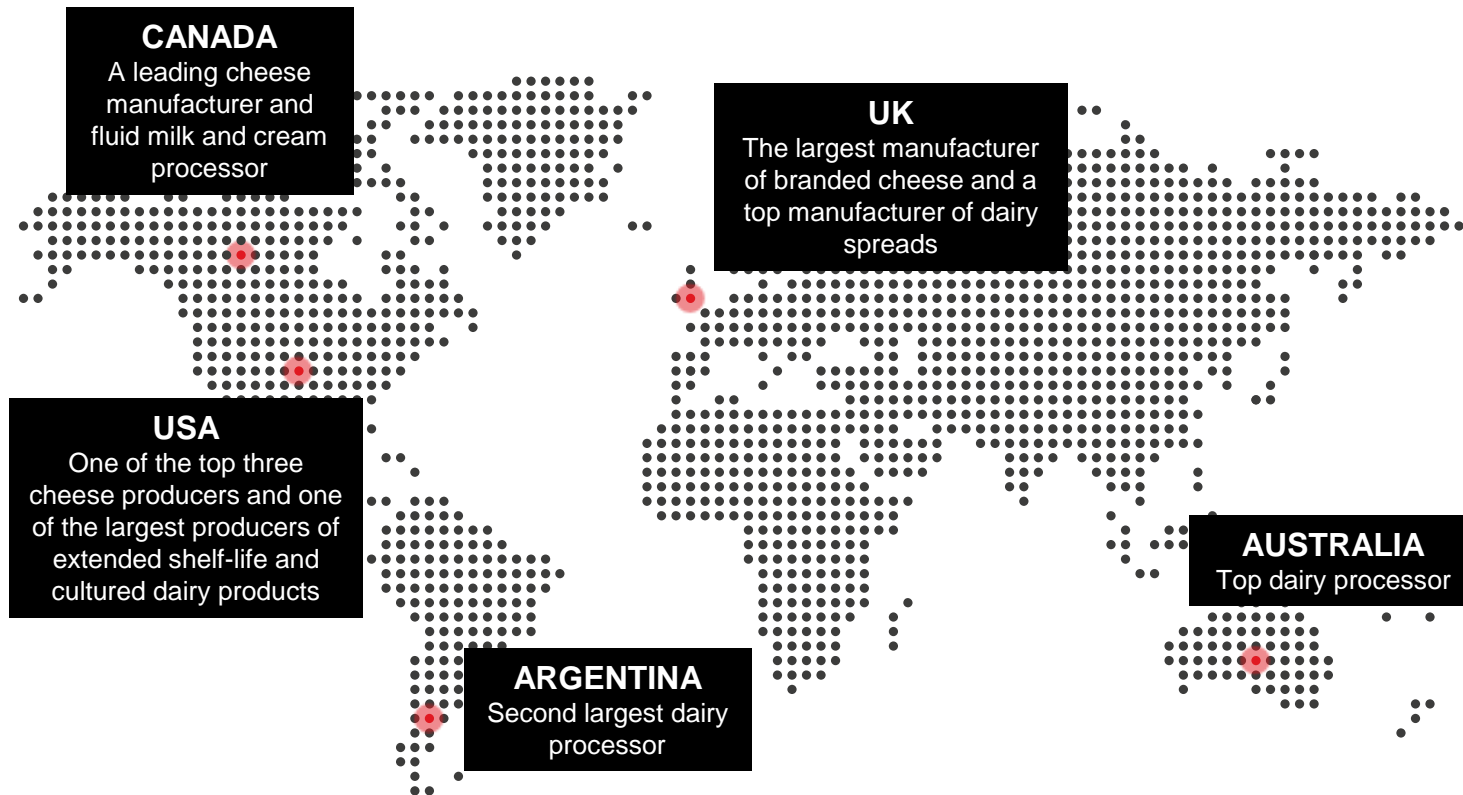 CANADA
A leading cheese
manufacturer and
fluid milk and cream
processor
UK
The largest manufacturer
of branded cheese and a
top manufacturer of dairy
spreads
USA
One of the top three
cheese producers and one
of the largest producers of
extended shelf-life and
cultured dairy products
AUSTRALIA
Top dairy processor
ARGENTINA
Second largest dairy
processor